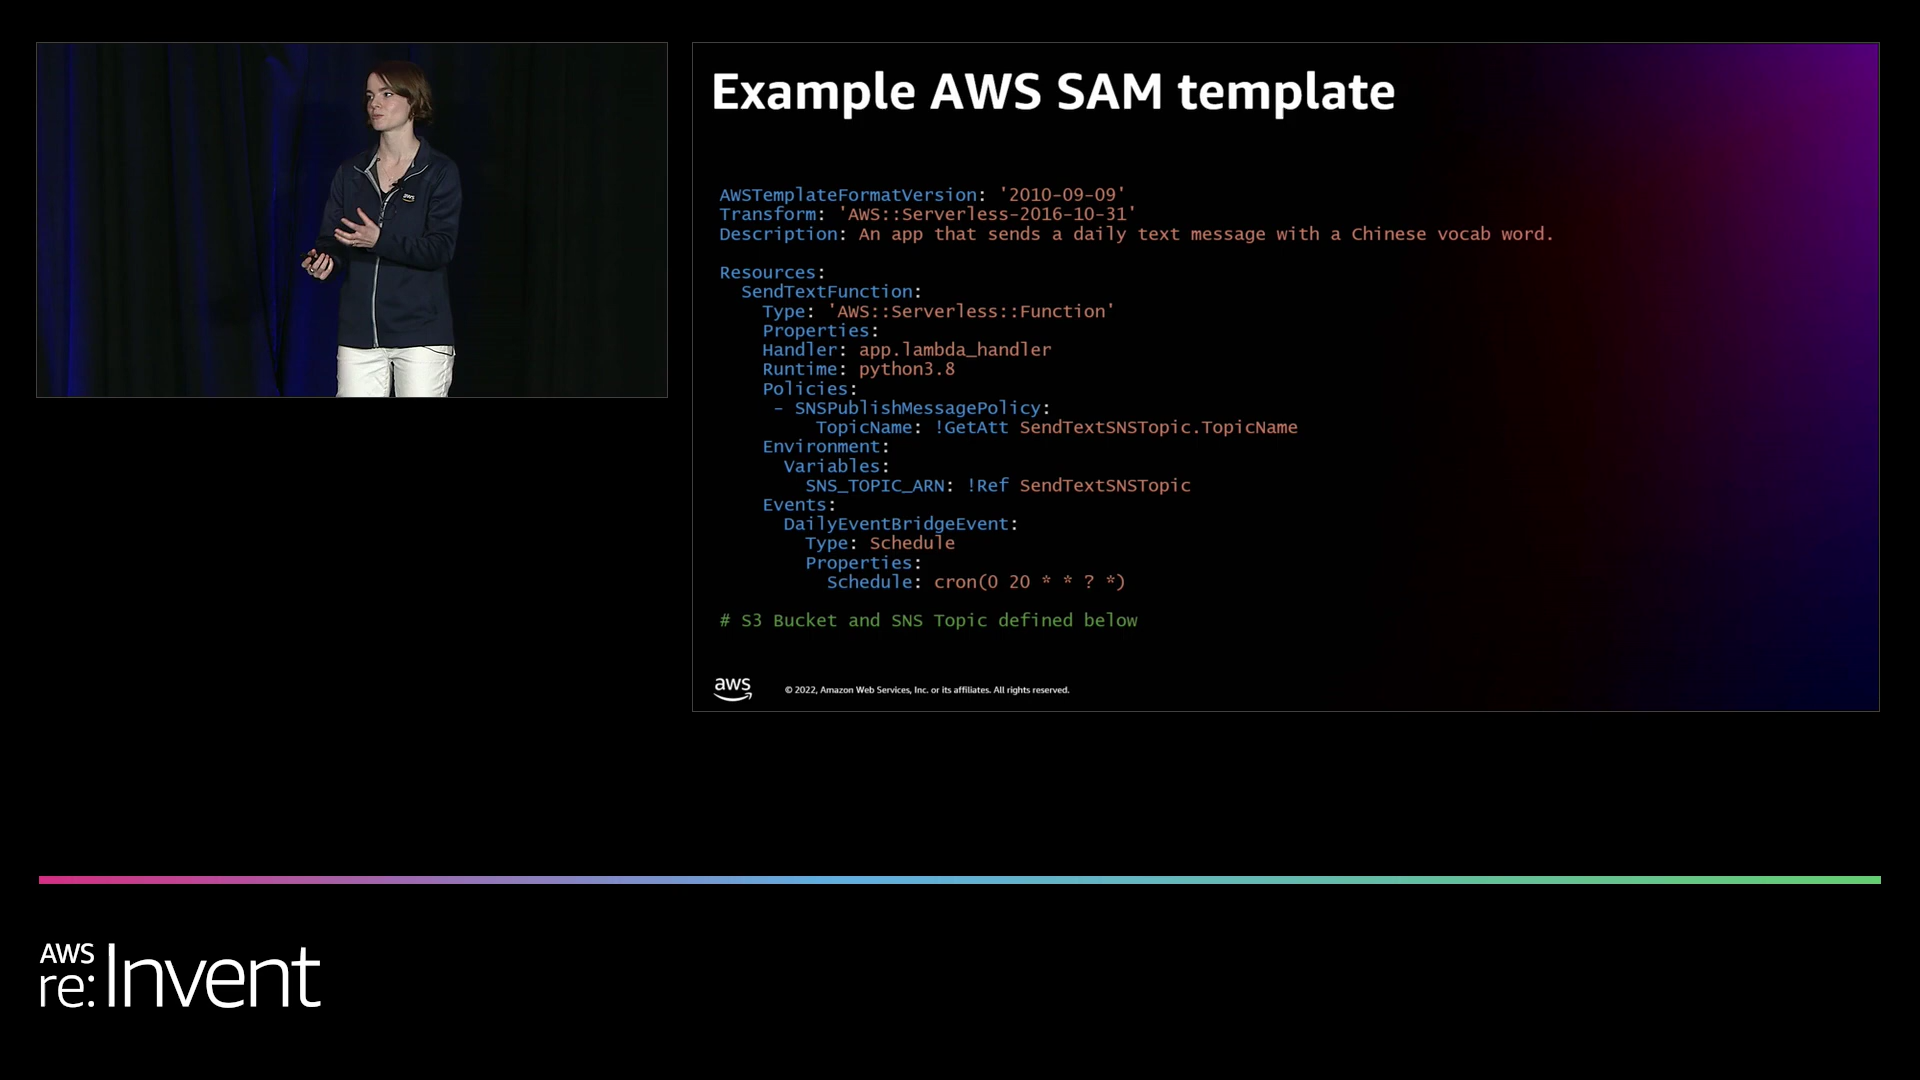 aws
Example AWS SAM template
AWSTemplateFormatVersion: '2010-09-09'
Transform: 'AWS::Serverless-2016-10-31'
Description: An app that sends a daily text message with a Chinese vocab word.
Resources:
  SendTextFunction:
    Type: 'AWS::Serverless::Function'
    Properties:
    Handler: app.lambda_handler
    Runtime: python3.8
    Policies:
     - SNSPublishMessagePolicy:
         TopicName: !GetAtt SendTextSNSTopic.TopicName
    Environment:
      Variables:
        SNS_TOPIC_ARN: !Ref SendTextSNSTopic
    Events:
      DailyEventBridgeEvent:
        Type: Schedule
        Properties:
          Schedule: cron(0 20 * * ? *)
# S3 Bucket and SNS Topic defined below
aws
© 2022, Amazon Web Services, Inc. or its affiliates. All rights reserved.
AWS
re:Invent